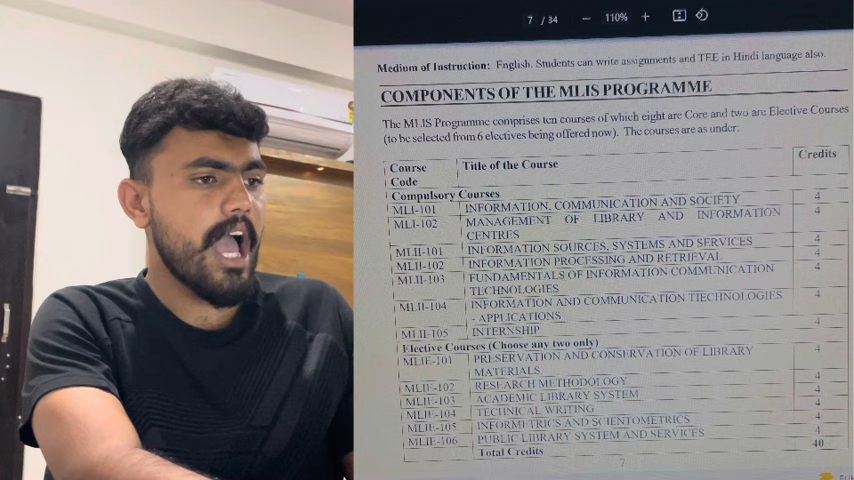 7 / 34 − 110% +
Medium of Instruction: English. Students can write assignments and TEE in Hindi language also.
COMPONENTS OF THE MLIS PROGRAMME
The MLIS Programme comprises ten courses of which eight are Core and two are Elective Courses
(to be selected from 6 electives being offered now). The courses are as under:
Course Code Title of the Course Credits
Compulsory Courses
MLI-101 INFORMATION, COMMUNICATION AND SOCIETY 4
MLI-102 MANAGEMENT OF LIBRARY AND INFORMATION 4
CENTRES
MLII-101 INFORMATION SOURCES, SYSTEMS AND SERVICES 4
MLII-102 INFORMATION PROCESSING AND RETRIEVAL 4
MLII-103 FUNDAMENTALS OF INFORMATION COMMUNICATION 4
TECHNOLOGIES
MLII-104 INFORMATION AND COMMUNICATION TIECHNOLOGIES 4
- APPLICATIONS
MLII-105 INTERNSHIP 4
Elective Courses (Choose any two only)
MLIE-101 PRESERVATION AND CONSERVATION OF LIBRARY 4
MATERIALS
MLIE-102 RESEARCH METHODOLOGY 4
MLIE-103 ACADEMIC LIBRARY SYSTEM 4
MLIE-104 TECHNICAL WRITING 4
MLIE-105 INFORMETRICS AND SCIENTOMETRICS 4
MLIE-106 PUBLIC LIBRARY SYSTEM AND SERVICES 4
Total Credits 40
7